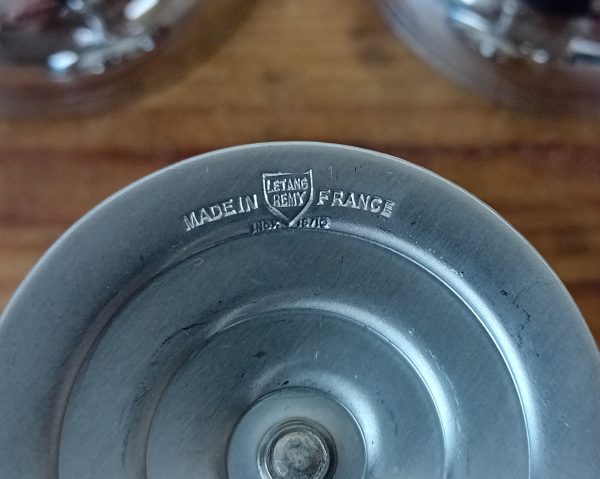 MADE IN LETANG REMY FRANCE
INOX 18/10